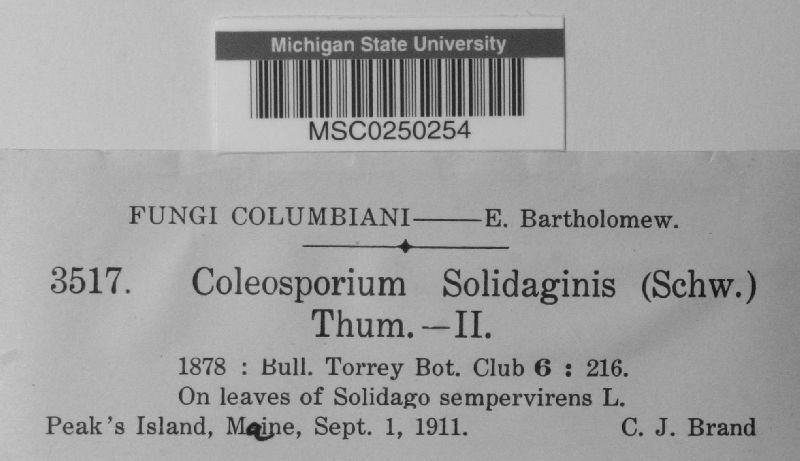 Michigan State University
MSC0250254
FUNGI COLUMBIANI——E. Bartholomew.
3517. Coleosporium Solidaginis (Schw.)
Thum.—II.
1878 : Bull. Torrey Bot. Club 6 : 216.
On leaves of Solidago sempervirens L.
Peak's Island, Maine, Sept. 1, 1911. C. J. Brand